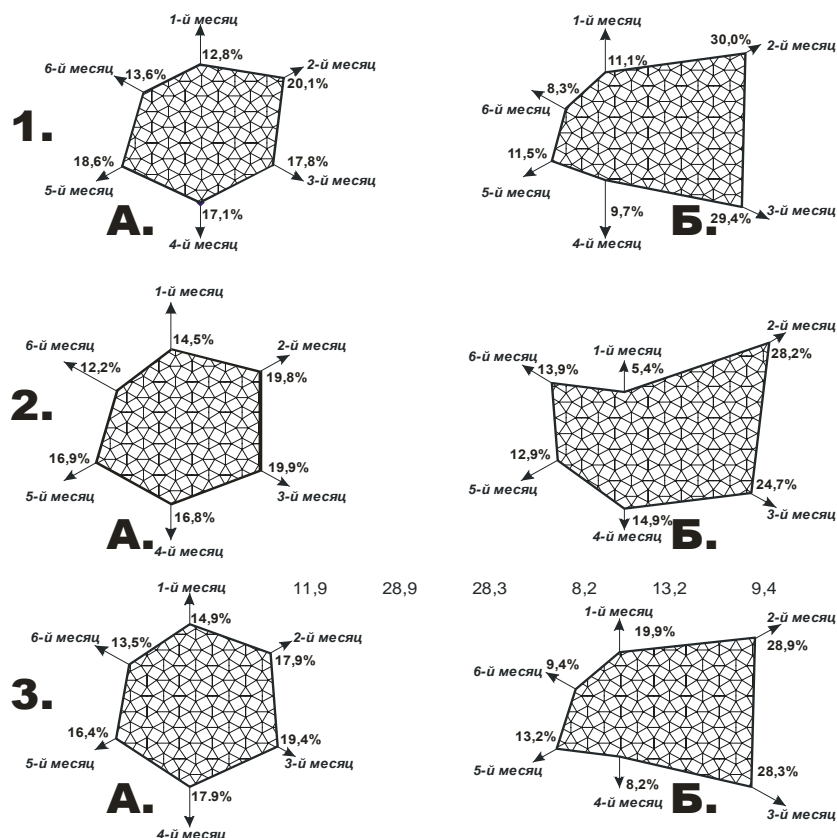 1.
1-й месяц
12,8%
2-й месяц
20,1%
17,8%
3-й месяц
17,1%
4-й месяц
18,6%
5-й месяц
6-й месяц
13,6%
А.
1-й месяц
11,1%
30,0%
2-й месяц
29,4%
3-й месяц
9,7%
4-й месяц
11,5%
5-й месяц
6-й месяц
8,3%
Б.
2.
1-й месяц
14,5%
2-й месяц
19,8%
19,9%
3-й месяц
16,8%
4-й месяц
16,9%
5-й месяц
6-й месяц
12,2%
А.
1-й месяц
5,4%
2-й месяц
28,2%
24,7%
3-й месяц
14,9%
4-й месяц
12,9%
5-й месяц
6-й месяц
13,9%
Б.
11,9 28,9 28,3 8,2 13,2 9,4
3.
1-й месяц
14,9%
2-й месяц
17,9%
19,4%
3-й месяц
17.9%
4-й месяц
16,4%
5-й месяц
6-й месяц
13,5%
А.
1-й месяц
19,9%
2-й месяц
28,9%
28,3%
3-й месяц
8,2%
4-й месяц
13,2%
5-й месяц
6-й месяц
9,4%
Б.